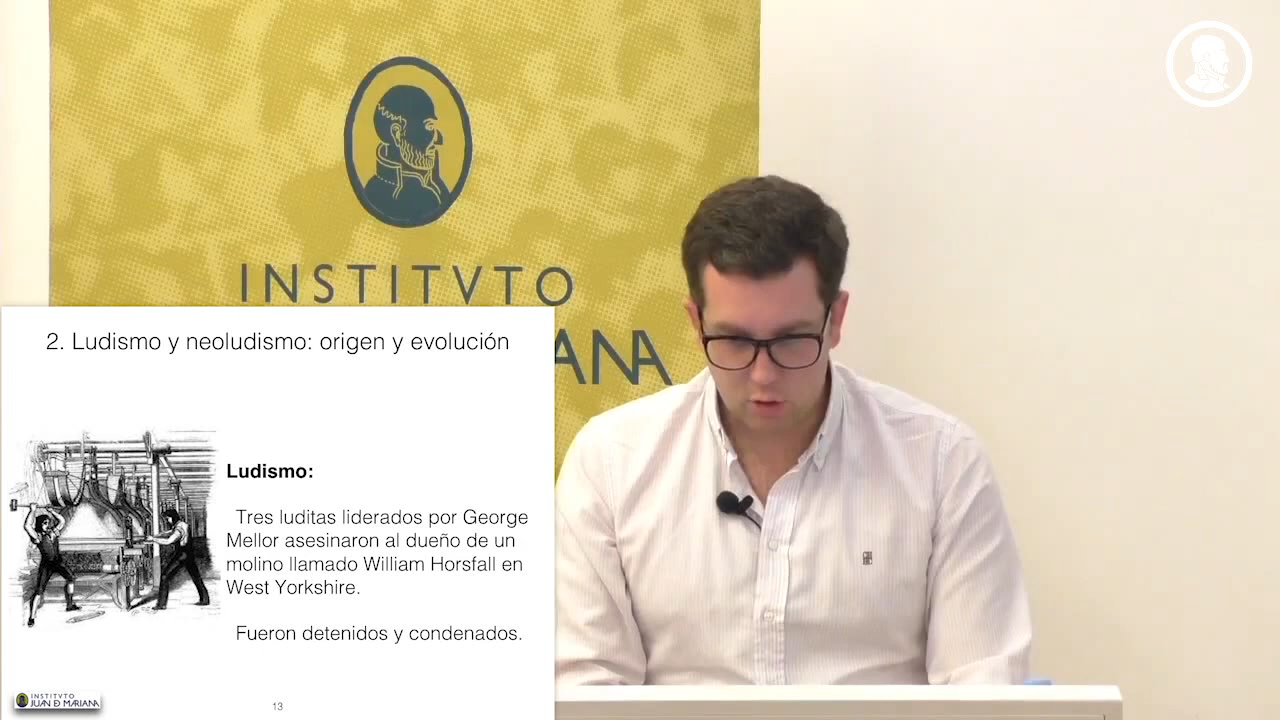 INSTITVTO
ANA
2. Ludismo y neoludismo: origen y evolución
Ludismo:
Tres luditas liderados por George
Mellor asesinaron al dueño de un
molino llamado William Horsfall en
West Yorkshire.
Fueron detenidos y condenados.
INSTITVTO
JUAN DE MARIANA
13